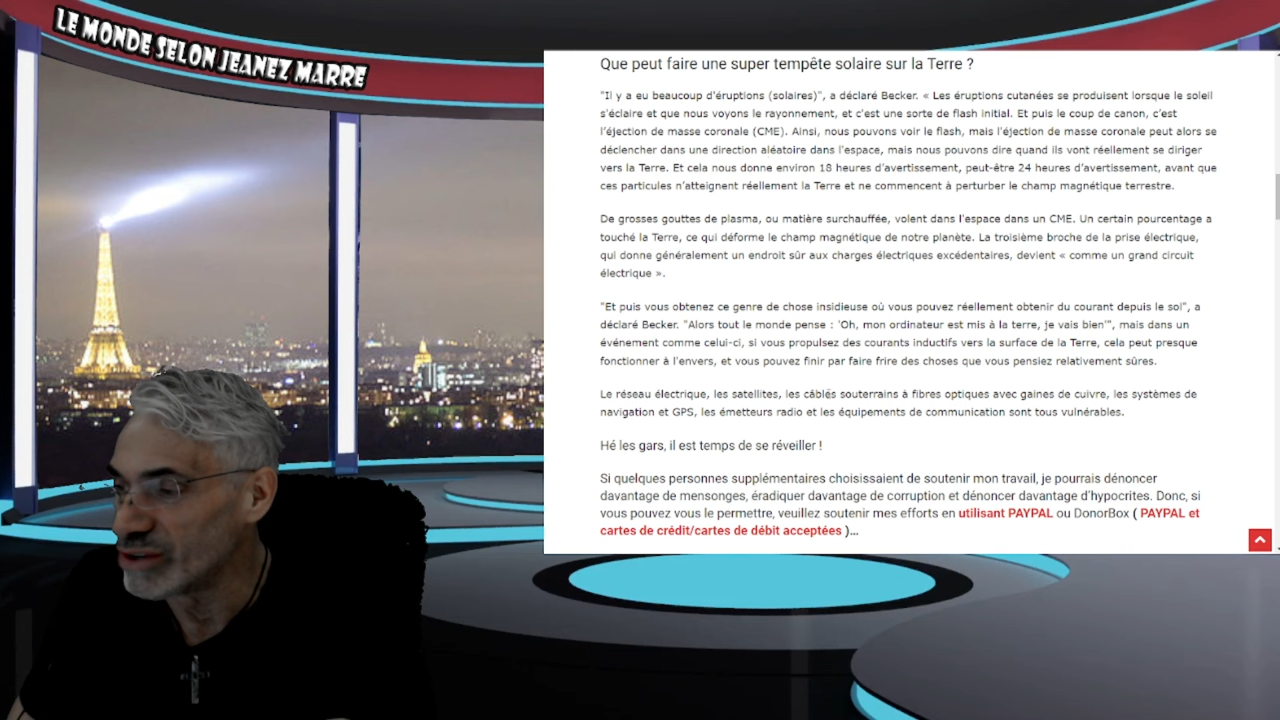 LE MONDE SELON JEANEZ MARRE
Que peut faire une super tempête solaire sur la Terre ?
"Il y a eu beaucoup d'éruptions (solaires)", a déclaré Becker. « Les éruptions cutanées se produisent lorsque le soleil
s'éclaire et que nous voyons le rayonnement, et c'est une sorte de flash initial. Et puis le coup de canon, c'est
l'éjection de masse coronale (CME). Ainsi, nous pouvons voir le flash, mais l'éjection de masse coronale peut alors se
déclencher dans une direction aléatoire dans l'espace, mais nous pouvons dire quand ils vont réellement se diriger
vers la Terre. Et cela nous donne environ 18 heures d'avertissement, peut-être 24 heures d'avertissement, avant que
ces particules n'atteignent réellement la Terre et ne commencent à perturber le champ magnétique terrestre.
De grosses gouttes de plasma, ou matière surchauffée, volent dans l'espace dans un CME. Un certain pourcentage a
touché la Terre, ce qui déforme le champ magnétique de notre planète. La troisième broche de la prise électrique,
qui donne généralement un endroit sûr aux charges électriques excédentaires, devient « comme un grand circuit
électrique ».
"Et puis vous obtenez ce genre de chose insidieuse où vous pouvez réellement obtenir du courant depuis le sol", a
déclaré Becker. "Alors tout le monde pense : 'Oh, mon ordinateur est mis à la terre, je vais bien'", mais dans un
événement comme celui-ci, si vous propulsez des courants inductifs vers la surface de la Terre, cela peut presque
fonctionner à l'envers, et vous pouvez finir par faire frire des choses que vous pensiez relativement sûres.
Le réseau électrique, les satellites, les câbles souterrains à fibres optiques avec gaines de cuivre, les systèmes de
navigation et GPS, les émetteurs radio et les équipements de communication sont tous vulnérables.
Hé les gars, il est temps de se réveiller !
Si quelques personnes supplémentaires choisissaient de soutenir mon travail, je pourrais dénoncer
davantage de mensonges, éradiquer davantage de corruption et dénoncer davantage d'hypocrites. Donc, si
vous pouvez vous le permettre, veuillez soutenir mes efforts en utilisant PAYPAL ou DonorBox ( PAYPAL et
cartes de crédit/cartes de débit acceptées )...